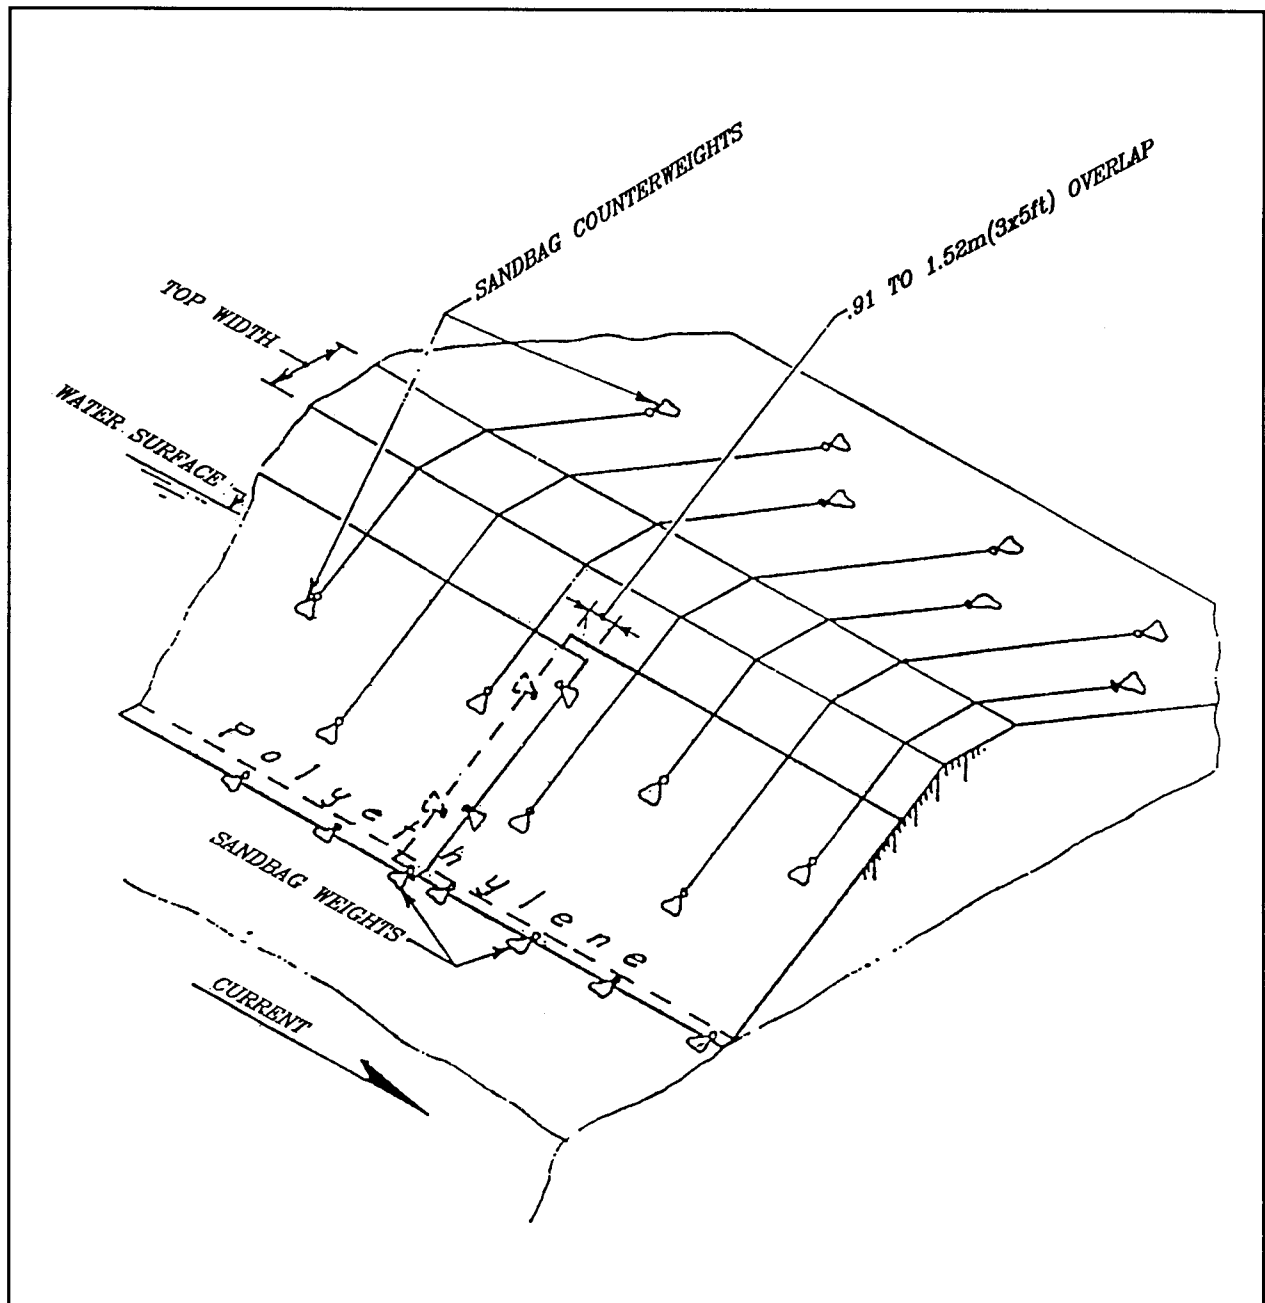 SANDBAG COUNTERWEIGHTS
.91 TO 1.52m(3x5ft) OVERLAP
TOP WIDTH
WATER SURFACE
Polyethylene
SANDBAG WEIGHTS
CURRENT